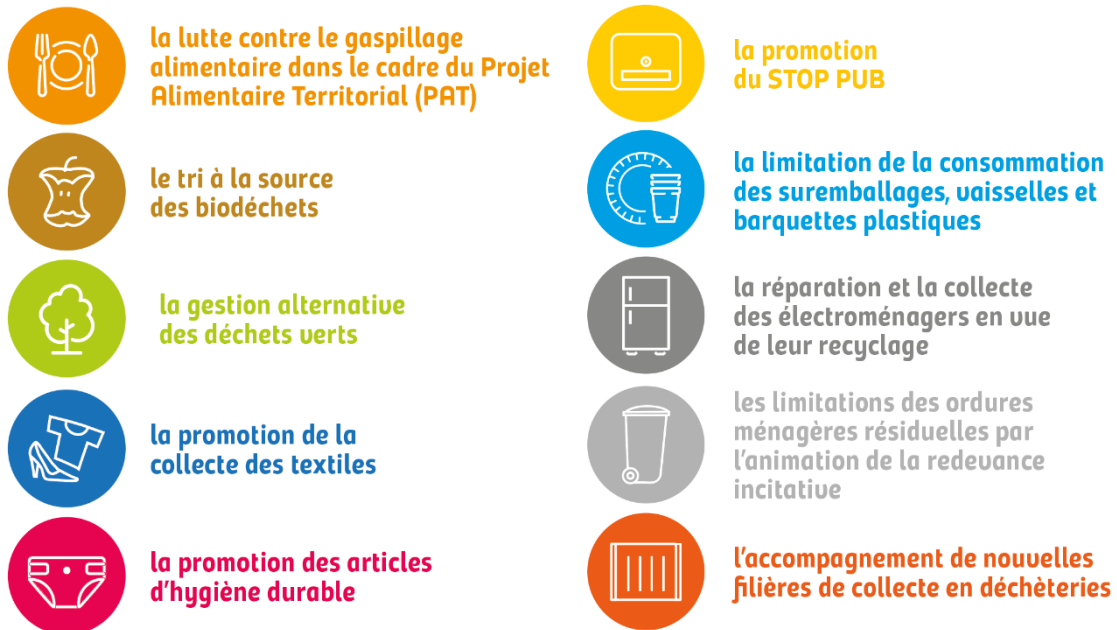 la lutte contre le gaspillage
alimentaire dans le cadre du Projet
Alimentaire Territorial (PAT)
le tri à la source
des biodéchets
la gestion alternative
des déchets verts
la promotion de la
collecte des textiles
la promotion des articles
d'hygiène durable
la promotion
du STOP PUB
la limitation de la consommation
des suremballages, vaisselles et
barquettes plastiques
la réparation et la collecte
des électroménagers en vue
de leur recyclage
les limitations des ordures
ménagères résiduelles par
l'animation de la redevance
incitative
l'accompagnement de nouvelles
filières de collecte en déchèteries